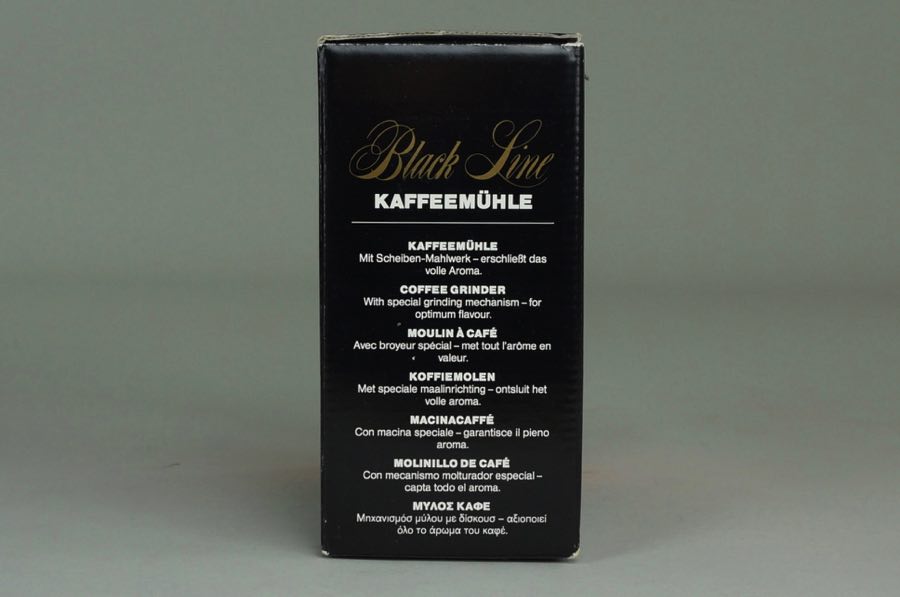 Black Line
KAFFEEMÜHLE
KAFFEEMÜHLE
Mit Scheiben-Mahlwerk – erschließt das
volle Aroma.
COFFEE GRINDER
With special grinding mechanism – for
optimum flavour.
MOULIN À CAFÉ
Avec broyeur spécial – met tout l'arôme en
valeur.
KOFFIEMOLEN
Met speciale maalinrichting – ontsluit het
volle aroma.
MACINACAFFÉ
Con macina speciale – garantisce il pieno
aroma.
MOLINILLO DE CAFÉ
Con mecanismo molturador especial –
capta todo el aroma.
ΜΥΛΟΣ ΚΑΦΕ
Μηχανισμόσ μύλου με δίσκουσ – αξιοποιεί
όλο το άρωμα του καφέ.